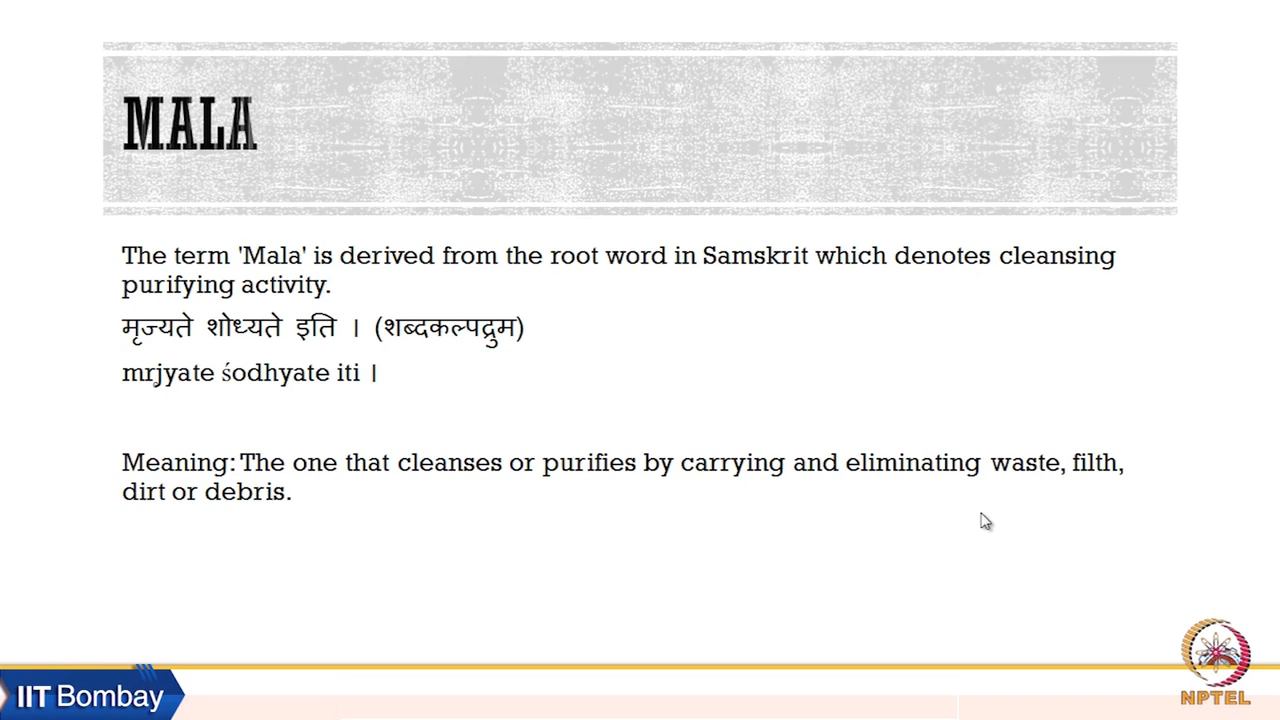 MALA
The term 'Mala' is derived from the root word in Samskrit which denotes cleansing
purifying activity.
मृज्यते शोध्यते इति । (शब्दकल्पद्रुम)
mṛjyate śodhyate iti ।
Meaning: The one that cleanses or purifies by carrying and eliminating waste, filth,
dirt or debris.
IIT Bombay
NPTEL